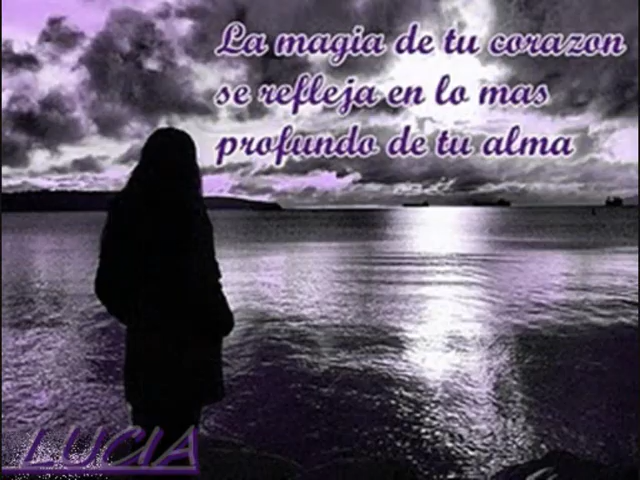 La magia de tu corazon
se refleja en lo mas
profundo de tu alma
LUCIA